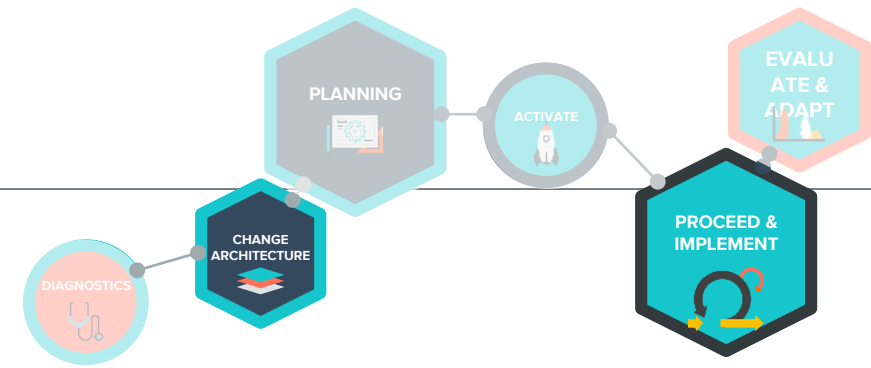 DIAGNOSTICS
CHANGE
ARCHITECTURE
PLANNING
ACTIVATE
PROCEED &
IMPLEMENT
EVALU
ATE &
ADAPT